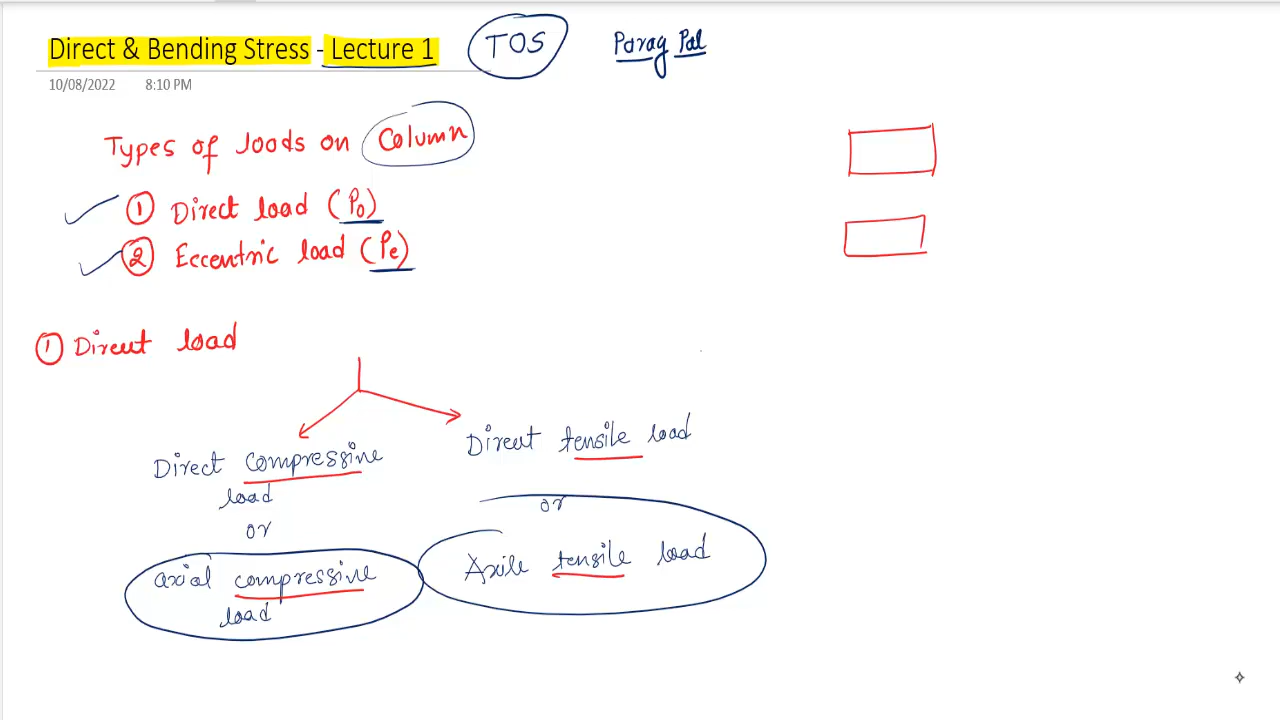 Direct & Bending Stress - Lecture 1 TOS Parag Pal
10/08/2022 8:10 PM
Types of loads on Column
① Direct load (Po)
② Eccentric load (Pe)
① Direct load
Direct compressive
load
or
axial compressive
load
Direct tensile load
or
Axile tensile load